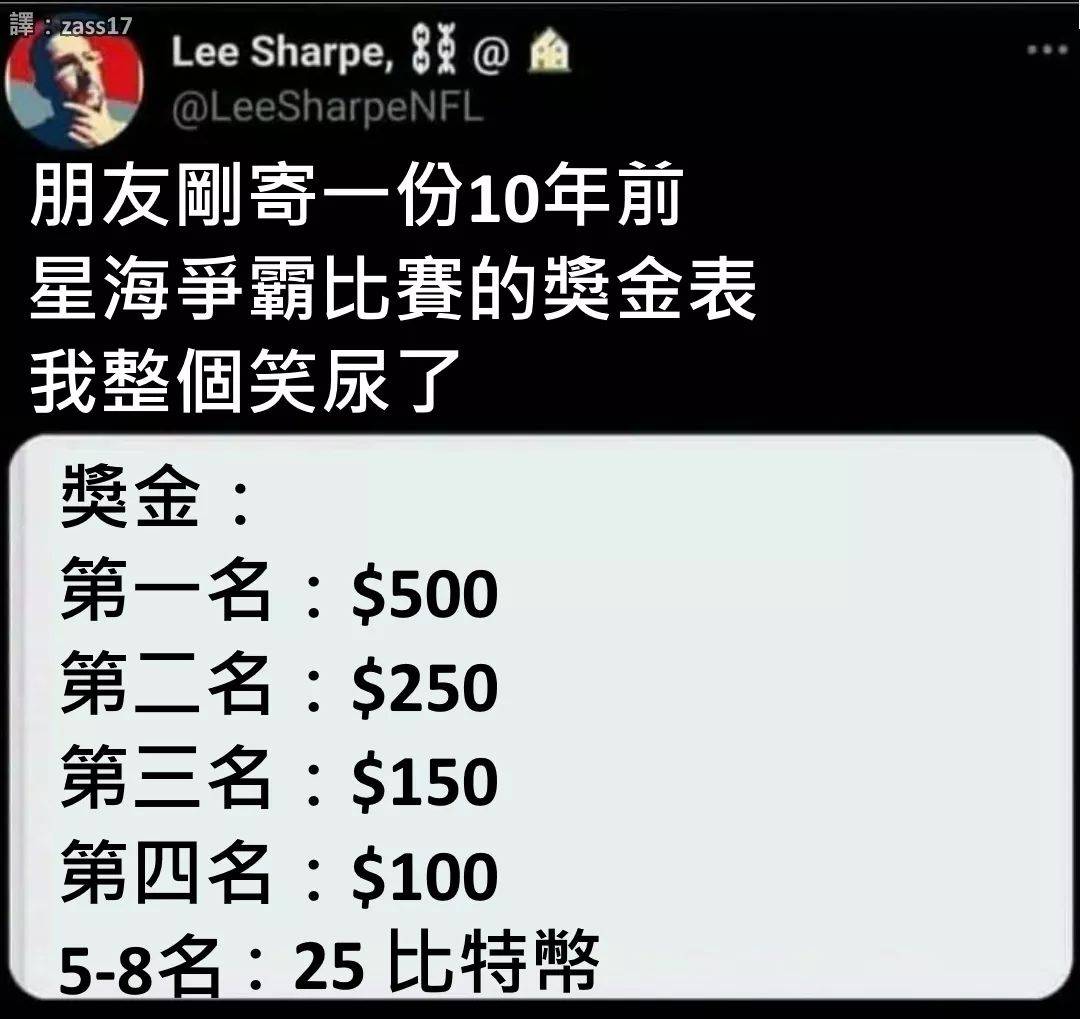 譯：zass17
Lee Sharpe, ⛓️ @ 🏠
@LeeSharpeNFL
朋友剛寄一份10年前
星海爭霸比賽的獎金表
我整個笑尿了
獎金：
第一名：$500
第二名：$250
第三名：$150
第四名：$100
5-8名：25 比特幣